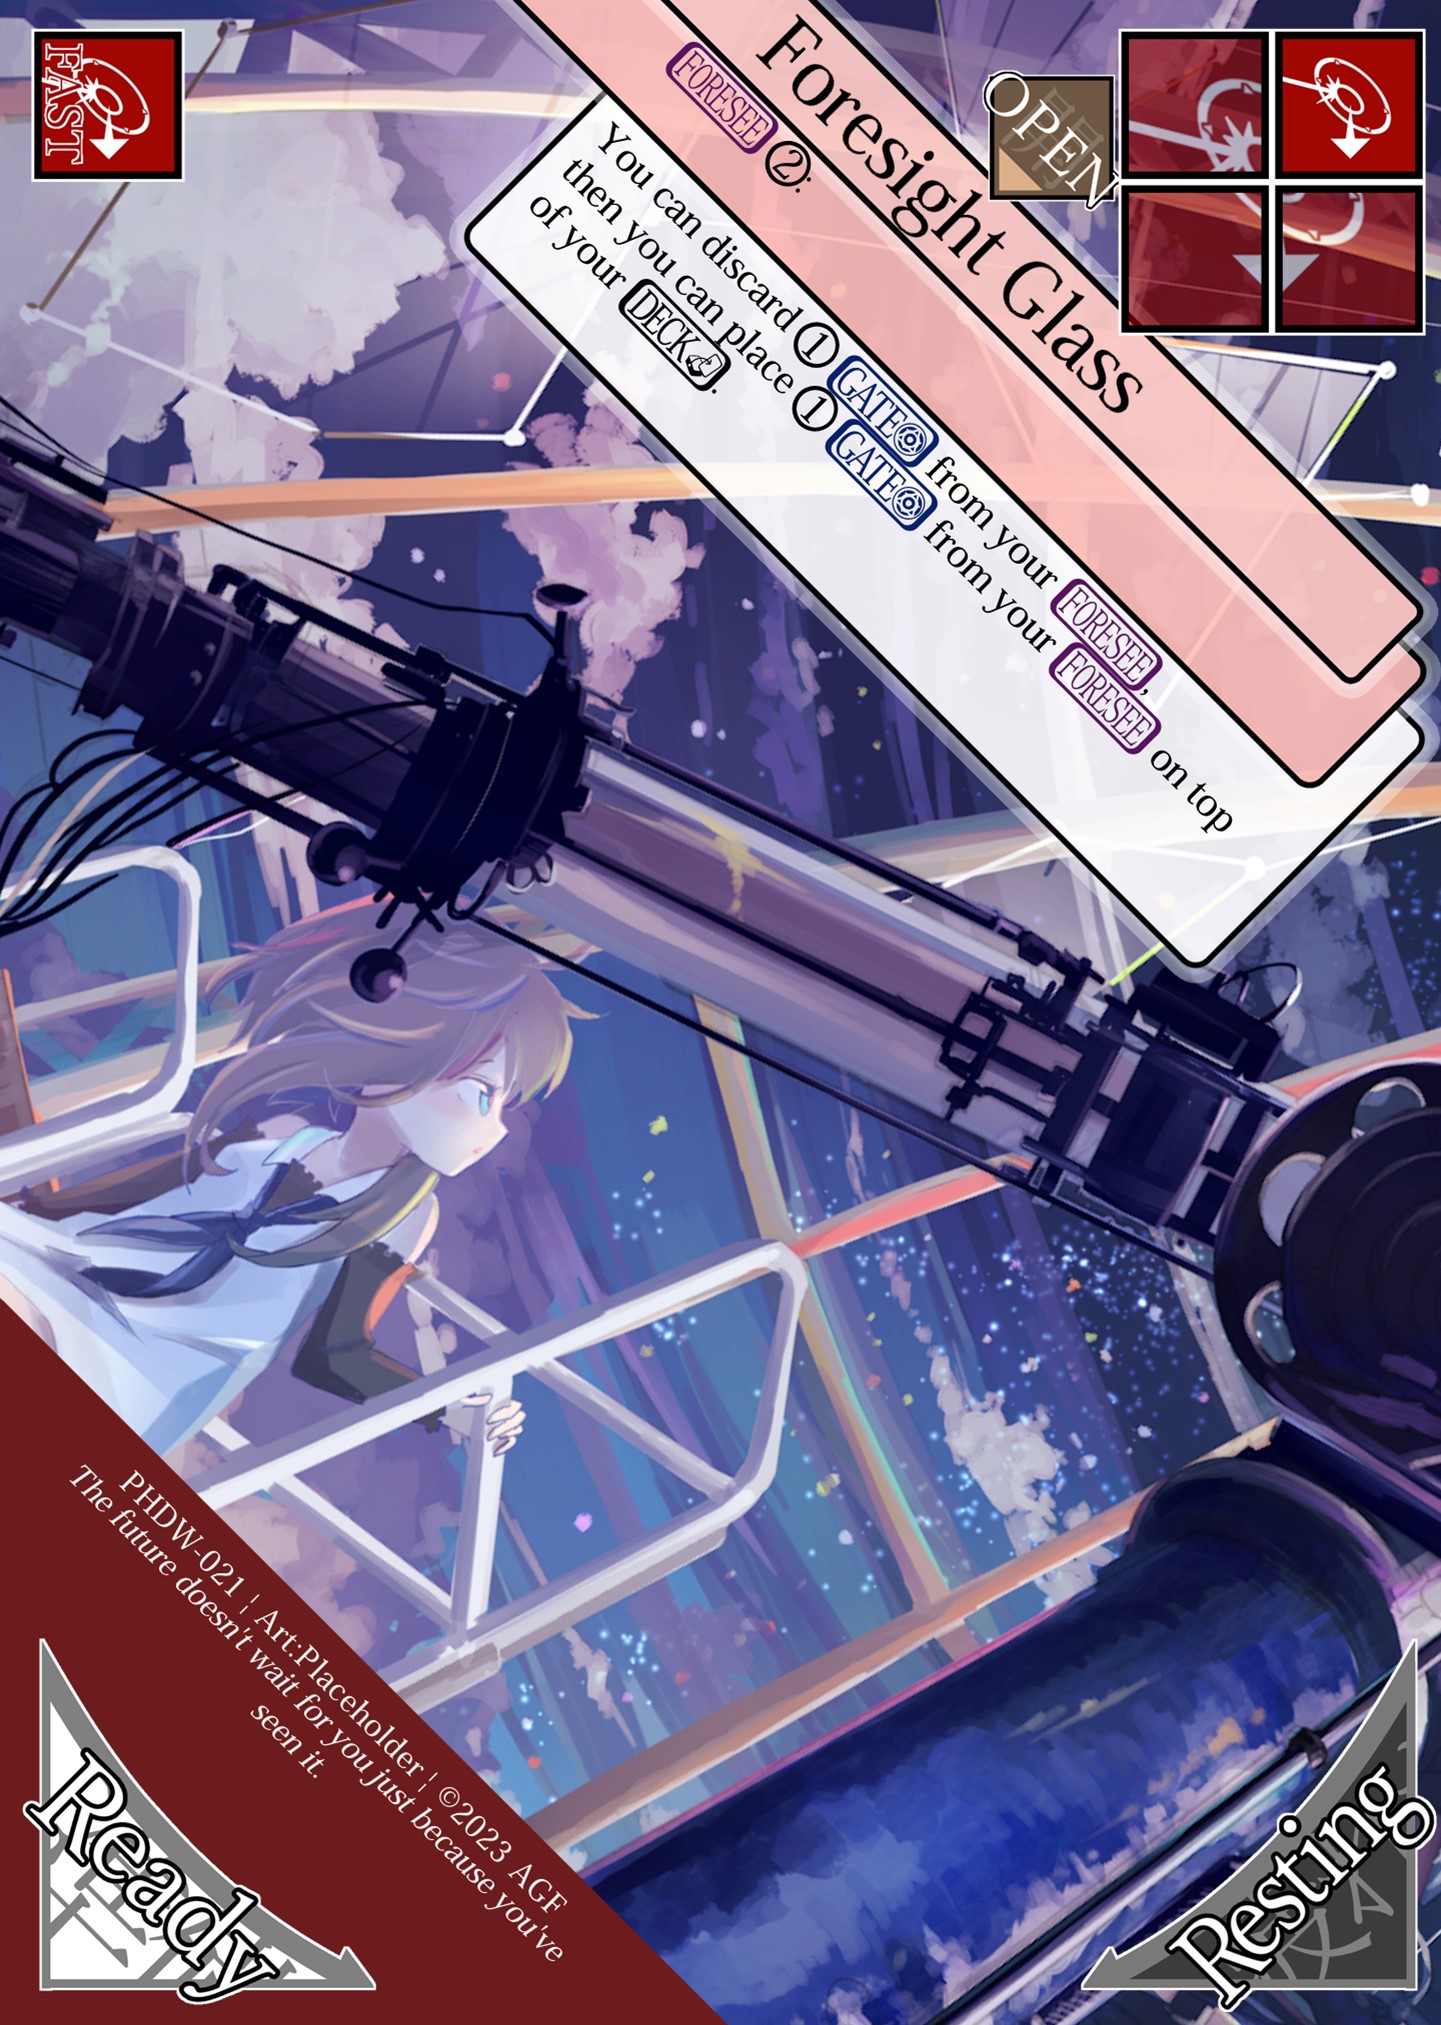 FAST
OPEN
Foresight Glass
FORESEE ②:
You can discard ① GATE from your FORESEE,
then you can place ① GATE from your FORESEE on top
of your DECK.
PHDW-021 ¦ Art:Placeholder ¦ ©2023 AGF
The future doesn't wait for you just because you've
seen it.
Ready
Resting